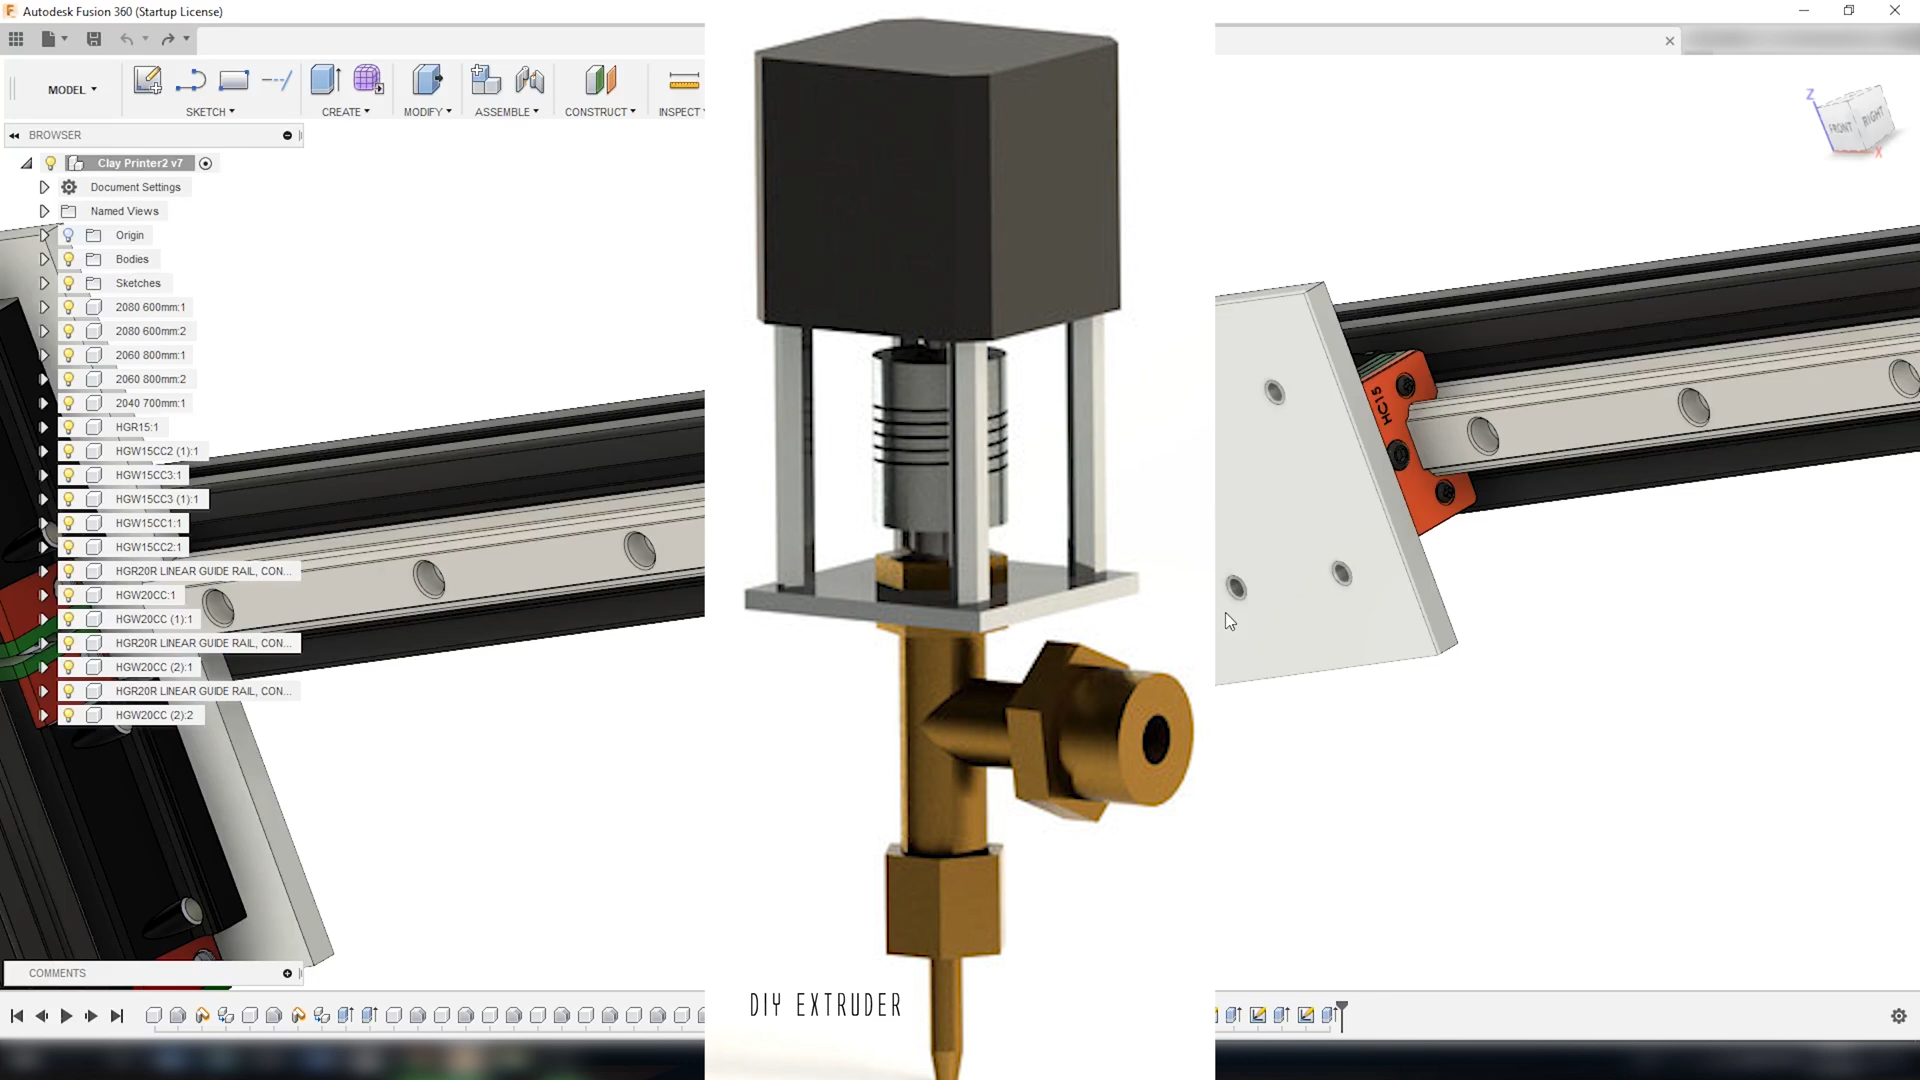 Autodesk Fusion 360 (Startup License)
MODEL
SKETCH
CREATE
MODIFY
ASSEMBLE
CONSTRUCT
INSPECT
BROWSER
Clay Printer2 v7
Document Settings
Named Views
Origin
Bodies
Sketches
2080 600mm:1
2080 600mm:2
2060 800mm:1
2060 800mm:2
2040 700mm:1
HGR15:1
HGW15CC2 (1):1
HGW15CC3:1
HGW15CC3 (1):1
HGW15CC1:1
HGW15CC2:1
HGR20R LINEAR GUIDE RAIL, CON...
HGW20CC:1
HGW20CC (1):1
HGR20R LINEAR GUIDE RAIL, CON...
HGW20CC (2):1
HGR20R LINEAR GUIDE RAIL, CON...
HGW20CC (2):2
COMMENTS
DIY EXTRUDER
HC15
Z
FRONT
RIGHT
X